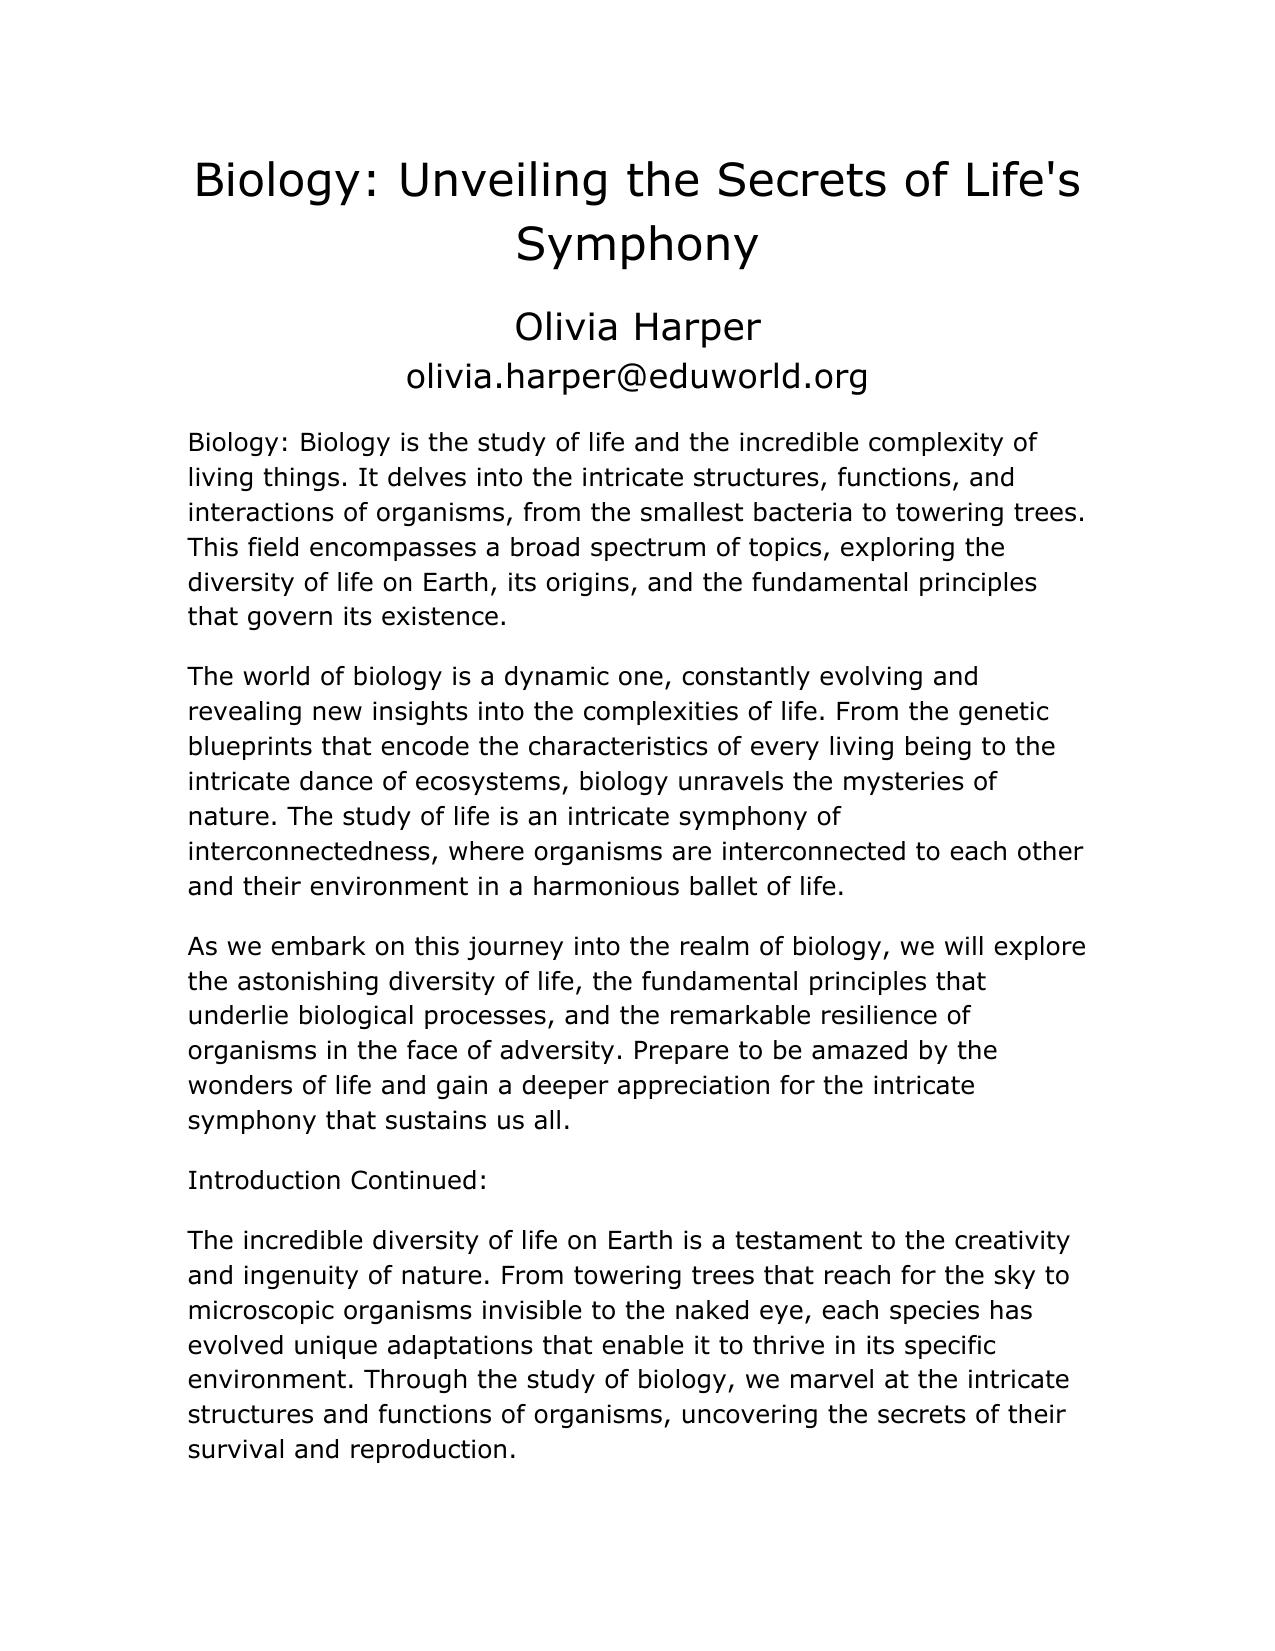 Biology: Unveiling the Secrets of Life's
Symphony
Olivia Harper
olivia.harper@eduworld.org
Biology: Biology is the study of life and the incredible complexity of
living things. It delves into the intricate structures, functions, and
interactions of organisms, from the smallest bacteria to towering trees.
This field encompasses a broad spectrum of topics, exploring the
diversity of life on Earth, its origins, and the fundamental principles
that govern its existence.
The world of biology is a dynamic one, constantly evolving and
revealing new insights into the complexities of life. From the genetic
blueprints that encode the characteristics of every living being to the
intricate dance of ecosystems, biology unravels the mysteries of
nature. The study of life is an intricate symphony of
interconnectedness, where organisms are interconnected to each other
and their environment in a harmonious ballet of life.
As we embark on this journey into the realm of biology, we will explore
the astonishing diversity of life, the fundamental principles that
underlie biological processes, and the remarkable resilience of
organisms in the face of adversity. Prepare to be amazed by the
wonders of life and gain a deeper appreciation for the intricate
symphony that sustains us all.
Introduction Continued:
The incredible diversity of life on Earth is a testament to the creativity
and ingenuity of nature. From towering trees that reach for the sky to
microscopic organisms invisible to the naked eye, each species has
evolved unique adaptations that enable it to thrive in its specific
environment. Through the study of biology, we marvel at the intricate
structures and functions of organisms, uncovering the secrets of their
survival and reproduction.